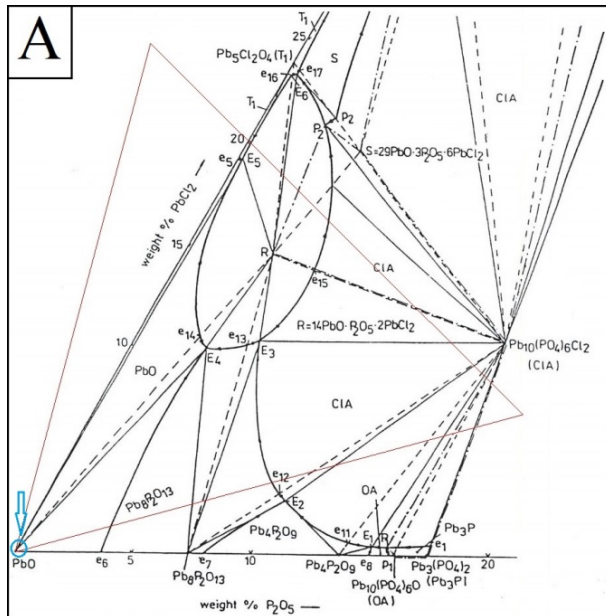 A
T₁
25
S
Pb₅Cl₂O₄(T₁)
e₁₇
e₁₆
E₆
ClA
T₁
P₂
P₂
20
S=29PbO·3P₂O₅·6PbCl₂
e₅
E₅
weight % PbCl₂ —
15
R
ClA
e₁₅
R=14PbO·P₂O₅·2PbCl₂
e₁₄
e₁₃
10
E₄
E₃
Pb₁₀(PO₄)₆Cl₂
(ClA)
PbO
ClA
e₁₂
E₂
Pb₈P₂O₁₃
OA
Pb₄P₂O₉
e₁₁
E₁
Pb₃P
e₁
PbO
e₆
5
e₇
Pb₄P₂O₉
e₈
P₁
Pb₃(PO₄)₂
20
Pb₈P₂O₁₃
Pb₁₀(PO₄)₆O
(Pb₃P)
(OA)
weight % P₂O₅ —